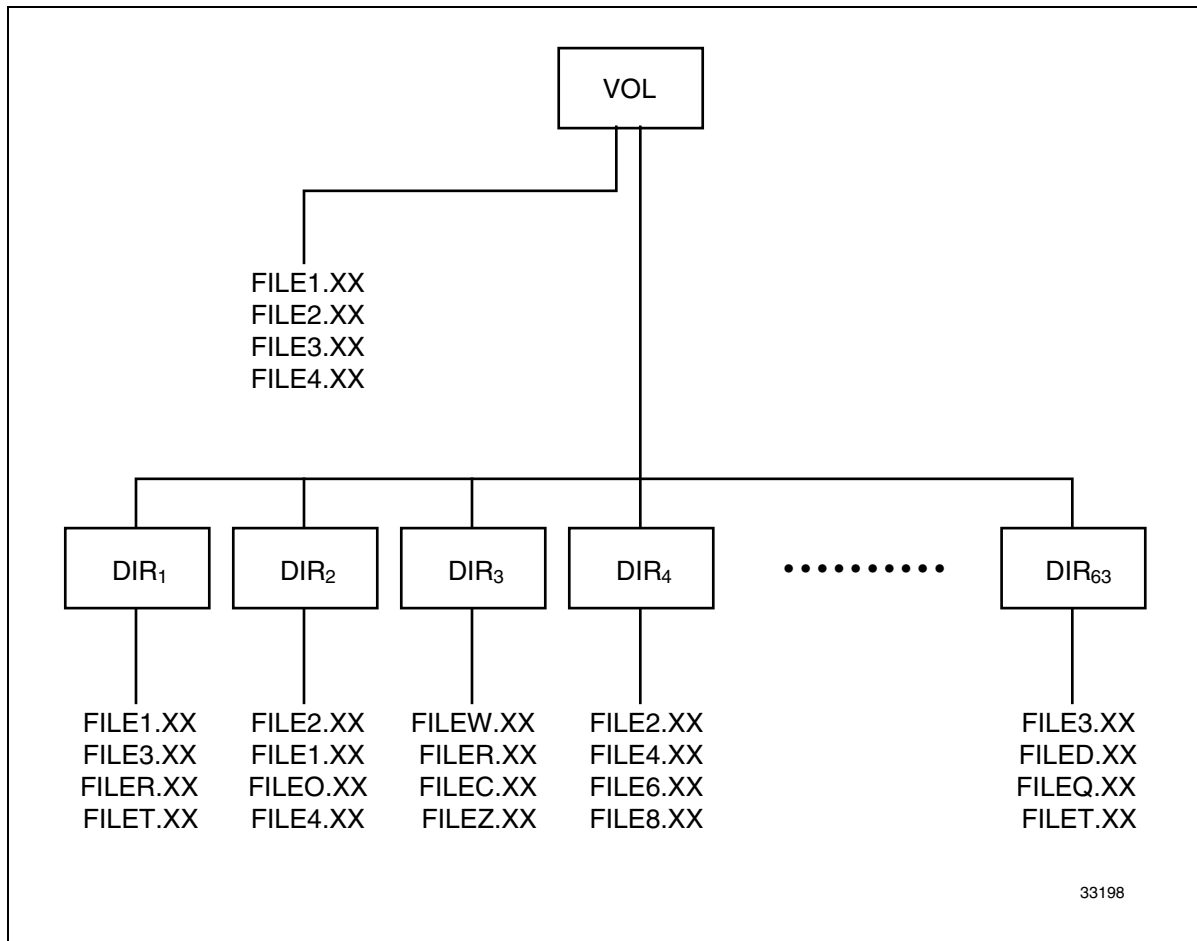 VOL
FILE1.XX
FILE2.XX
FILE3.XX
FILE4.XX
DIR₁ DIR₂ DIR₃ DIR₄ •••••••••• DIR₆₃
FILE1.XX FILE2.XX FILEW.XX FILE2.XX FILE3.XX
FILE3.XX FILE1.XX FILER.XX FILE4.XX FILED.XX
FILER.XX FILEO.XX FILEC.XX FILE6.XX FILEQ.XX
FILET.XX FILE4.XX FILEZ.XX FILE8.XX FILET.XX
33198